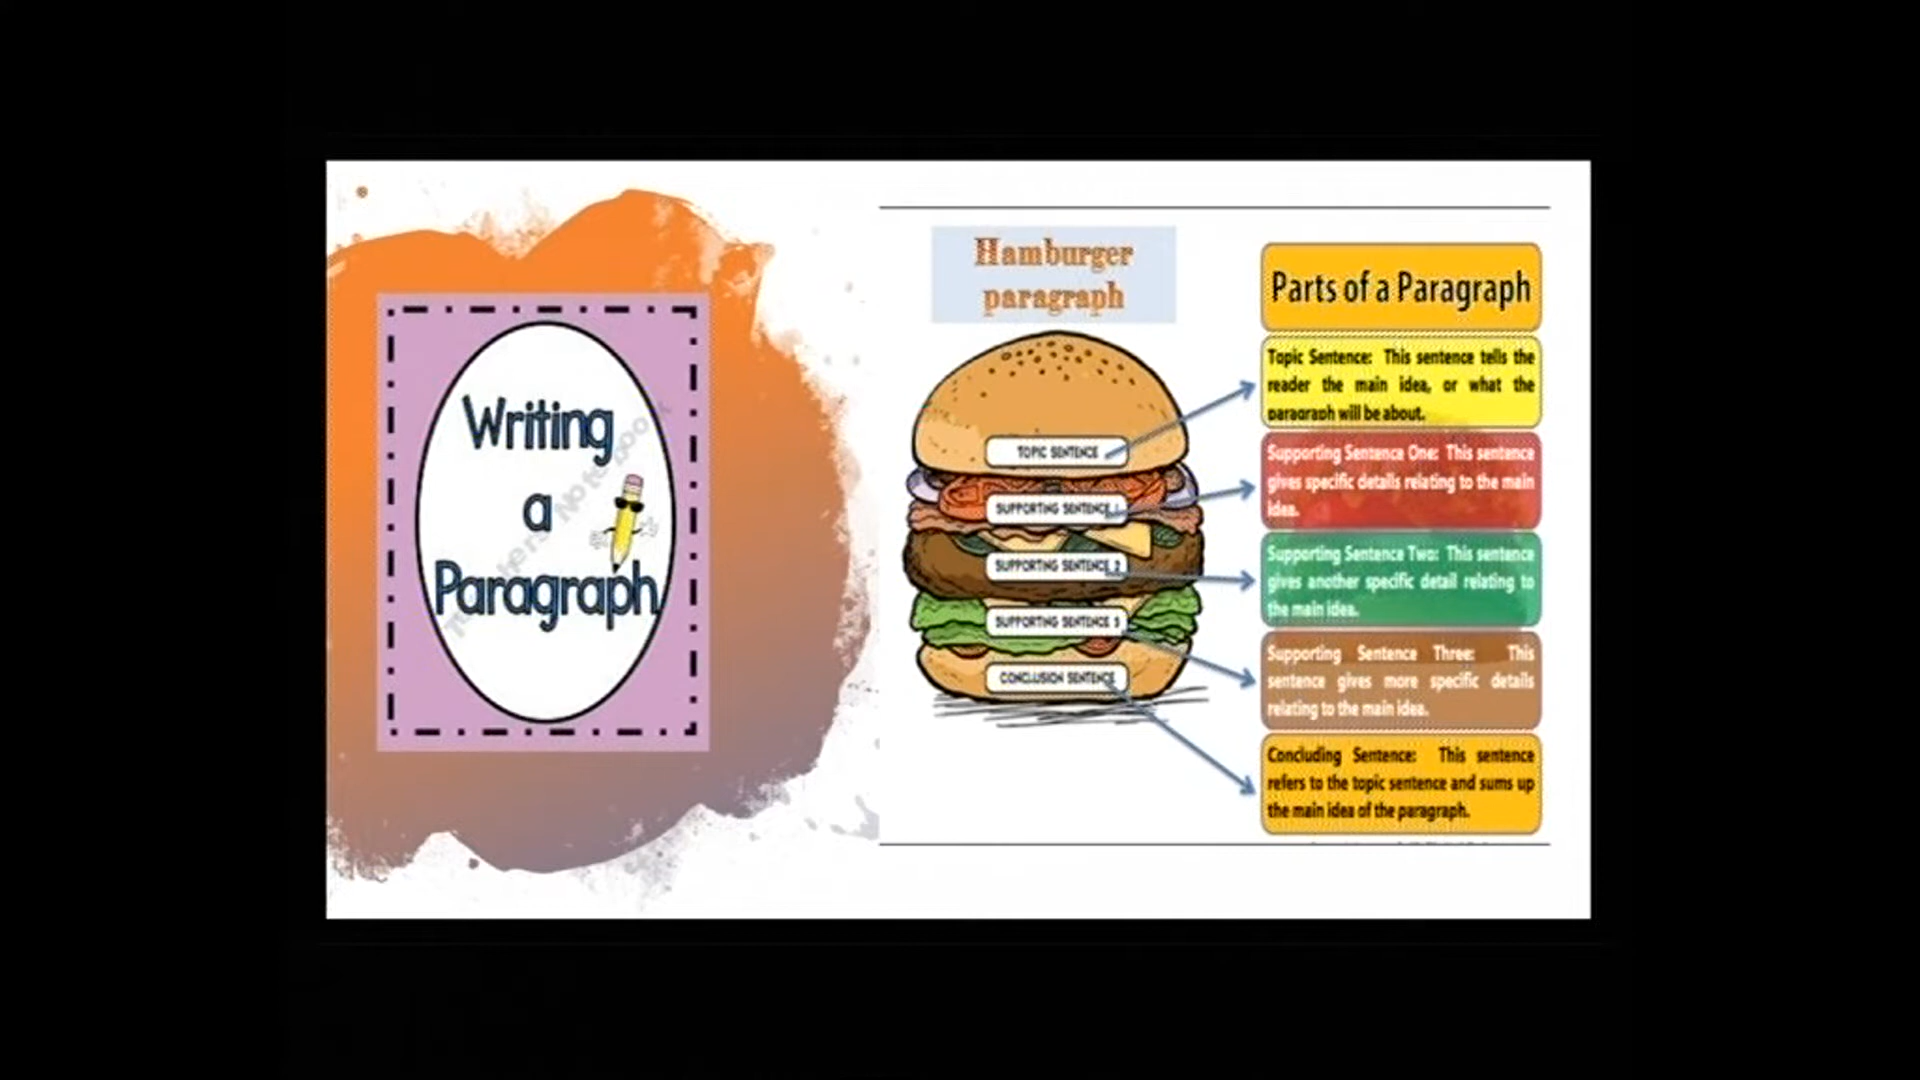 Writing
a
Paragraph
Teachers Notebook
Hamburger
paragraph
TOPIC SENTENCE
SUPPORTING SENTENCE 1
SUPPORTING SENTENCE 2
SUPPORTING SENTENCE 3
CONCLUSION SENTENCE
Parts of a Paragraph
Topic Sentence: This sentence tells the
reader the main idea, or what the
paragraph will be about.
Supporting Sentence One: This sentence
gives specific details relating to the main
idea.
Supporting Sentence Two: This sentence
gives another specific detail relating to
the main idea.
Supporting Sentence Three: This
sentence gives more specific details
relating to the main idea.
Concluding Sentence: This sentence
refers to the topic sentence and sums up
the main idea of the paragraph.